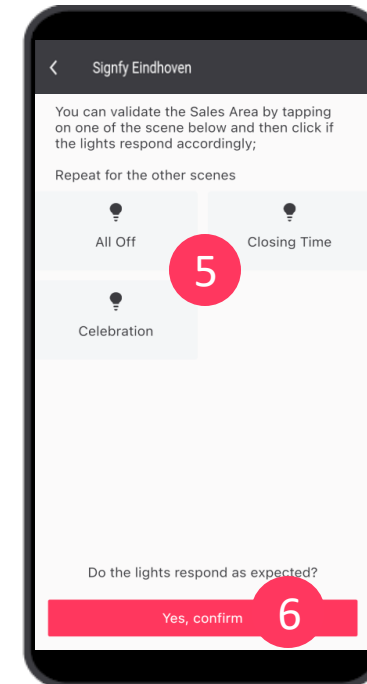 Signfy Eindhoven
You can validate the Sales Area by tapping
on one of the scene below and then click if
the lights respond accordingly;
Repeat for the other scenes
All Off
Closing Time
5
Celebration
Do the lights respond as expected?
Yes, confirm
6